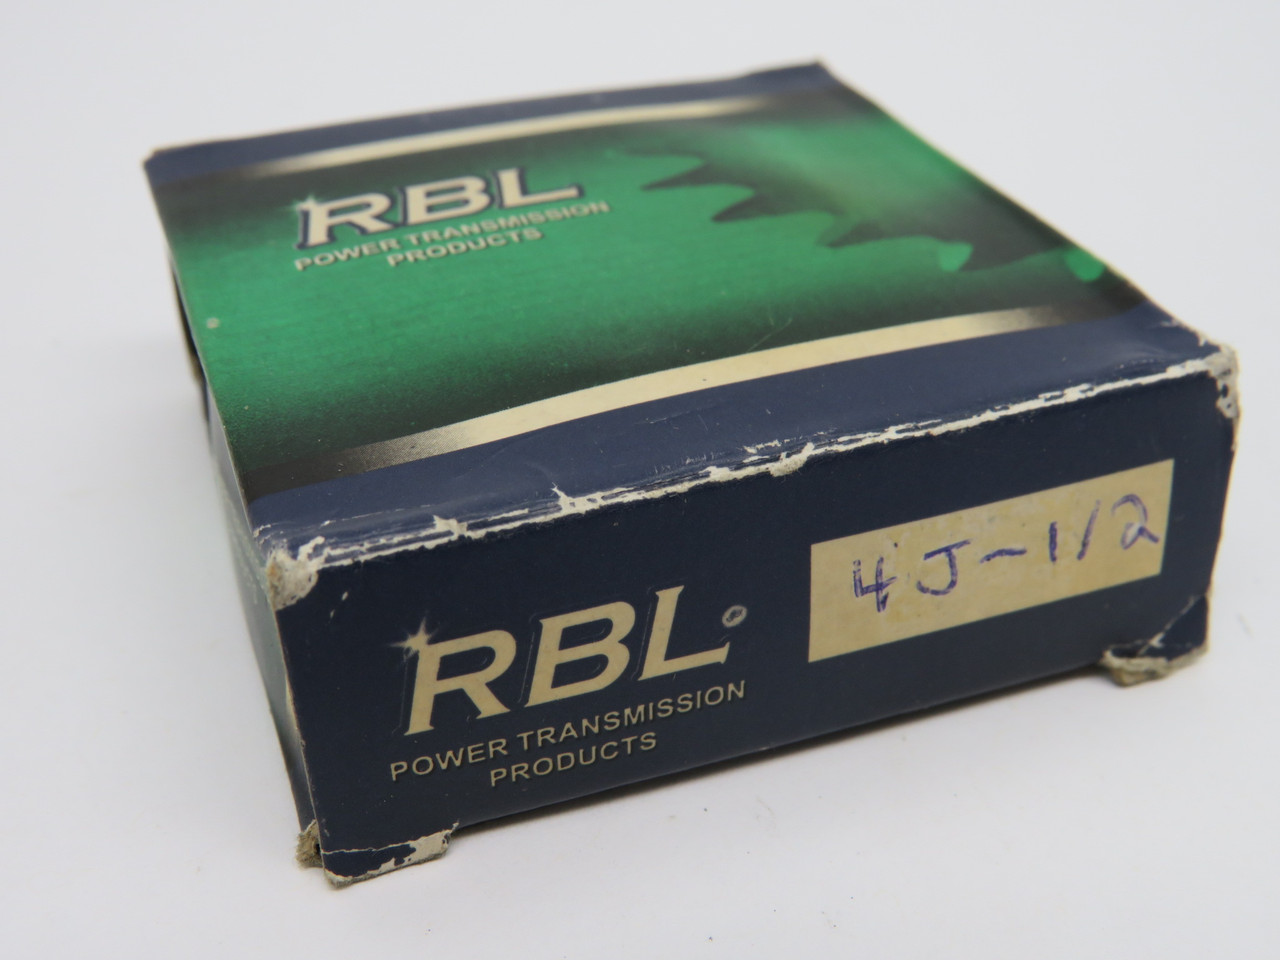 RBL
POWER TRANSMISSION
PRODUCTS
RBL®
POWER TRANSMISSION
PRODUCTS
4J-1/2